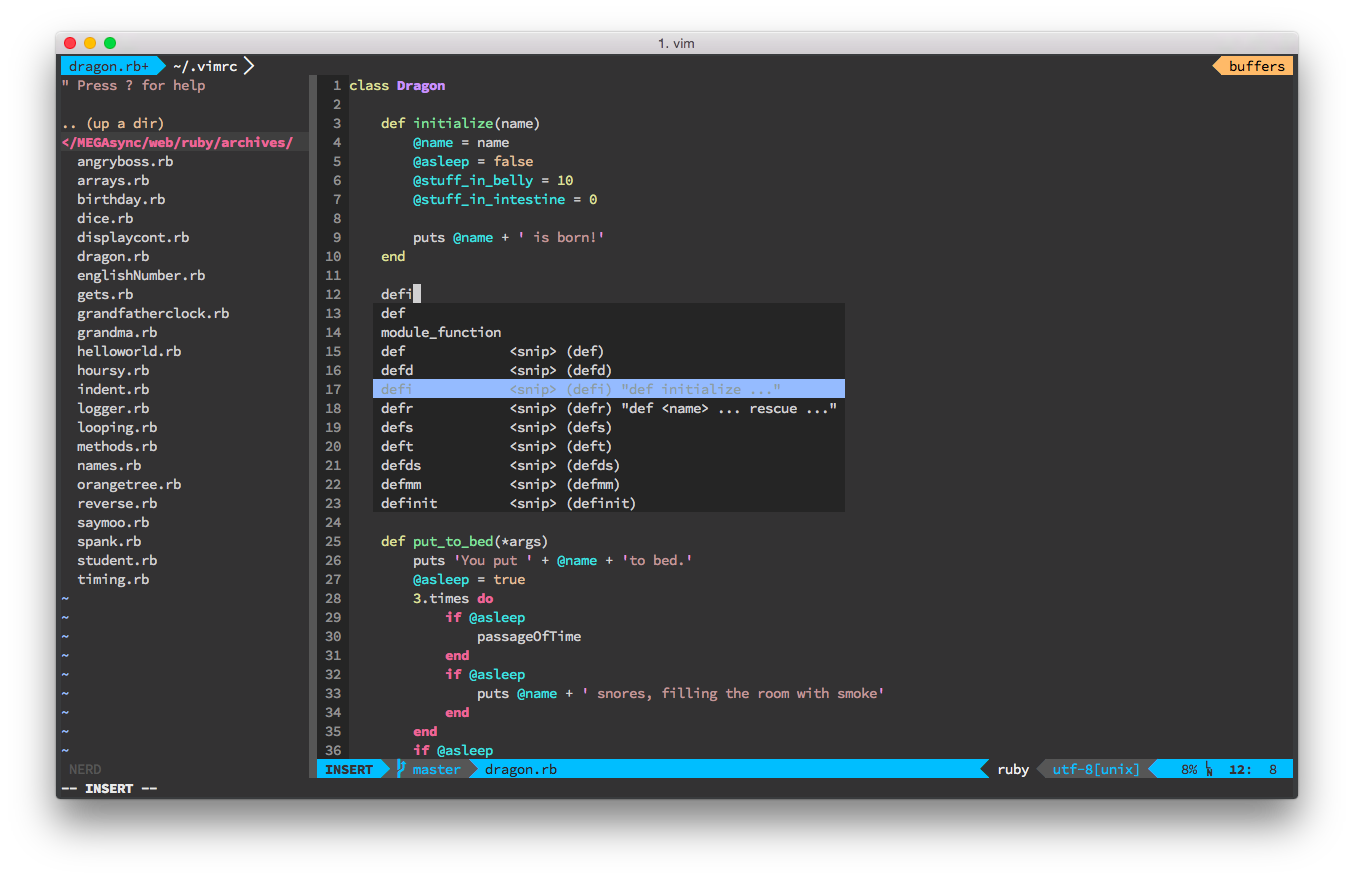 1. vim
dragon.rb+ ~/.vimrc buffers
" Press ? for help
.. (up a dir)
</MEGAsync/web/ruby/archives/
angryboss.rb
arrays.rb
birthday.rb
dice.rb
displaycont.rb
dragon.rb
englishNumber.rb
gets.rb
grandfatherclock.rb
grandma.rb
helloworld.rb
hoursy.rb
indent.rb
logger.rb
looping.rb
methods.rb
names.rb
orangetree.rb
reverse.rb
saymoo.rb
spank.rb
student.rb
timing.rb
~
~
~
~
~
~
~
~
~
NERD
1 class Dragon
2
3 def initialize(name)
4 @name = name
5 @asleep = false
6 @stuff_in_belly = 10
7 @stuff_in_intestine = 0
8
9 puts @name + ' is born!'
10 end
11
12 defi
13 def
14 module_function
15 def <snip> (def)
16 defd <snip> (defd)
17 defi <snip> (defi) "def initialize ..."
18 defr <snip> (defr) "def <name> ... rescue ..."
19 defs <snip> (defs)
20 deft <snip> (deft)
21 defds <snip> (defds)
22 defmm <snip> (defmm)
23 definit <snip> (definit)
24
25 def put_to_bed(*args)
26 puts 'You put ' + @name + 'to bed.'
27 @asleep = true
28 3.times do
29 if @asleep
30 passageOfTime
31 end
32 if @asleep
33 puts @name + ' snores, filling the room with smoke'
34 end
35 end
36 if @asleep
INSERT master dragon.rb ruby utf-8[unix] 8% LN 12: 8
-- INSERT --